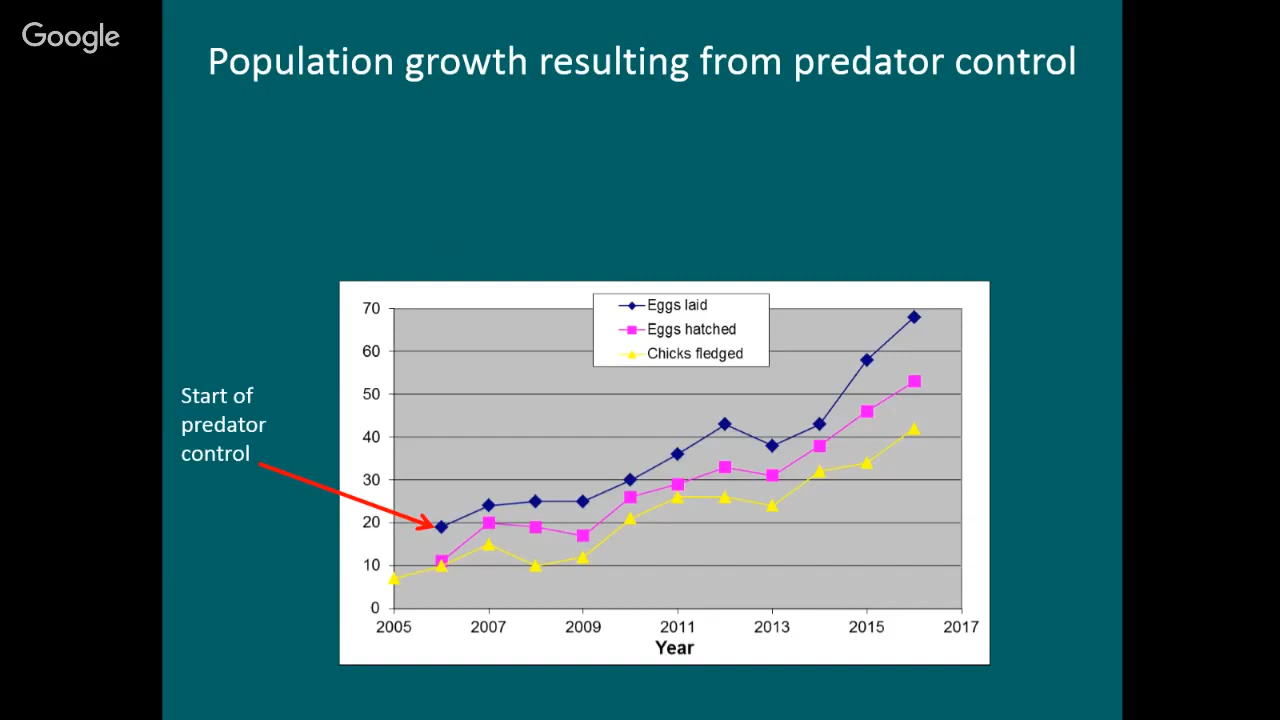 Google
Population growth resulting from predator control
Start of
predator
control
Eggs laid
Eggs hatched
Chicks fledged
70
60
50
40
30
20
10
0
2005 2007 2009 2011 2013 2015 2017
Year